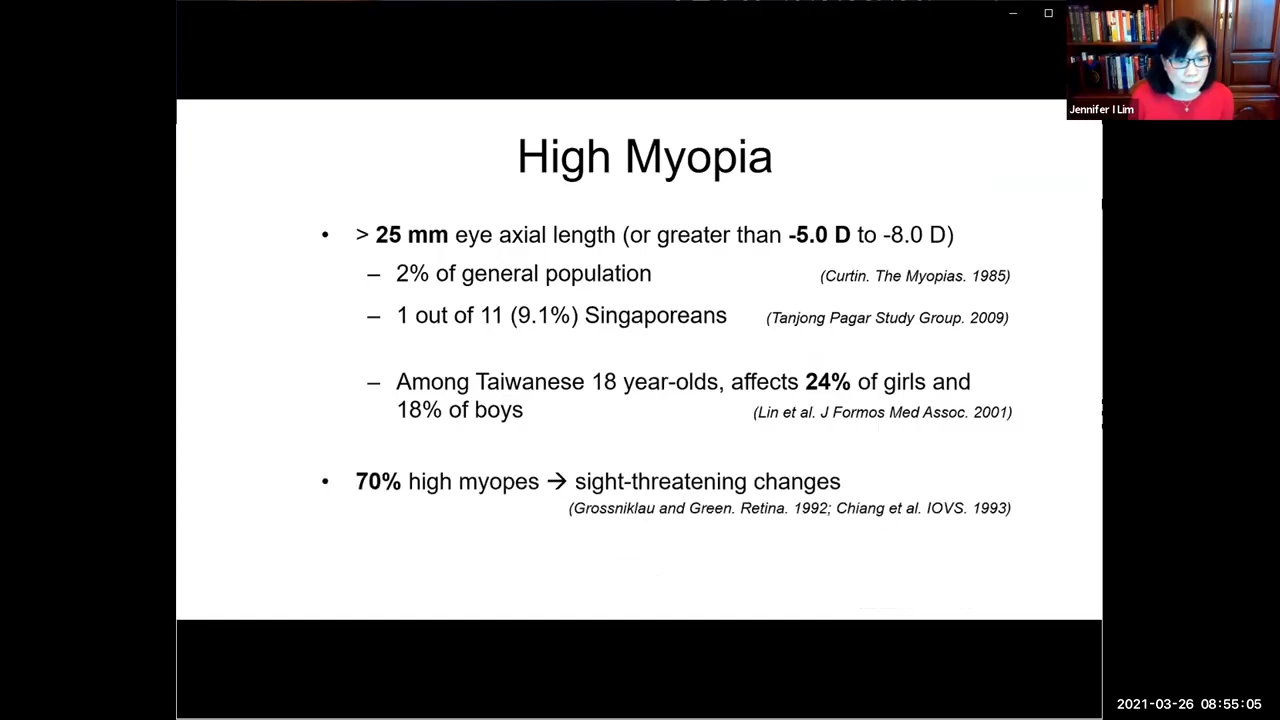 Jennifer I Lim
High Myopia
• > 25 mm eye axial length (or greater than -5.0 D to -8.0 D)
– 2% of general population (Curtin. The Myopias. 1985)
– 1 out of 11 (9.1%) Singaporeans (Tanjong Pagar Study Group. 2009)
– Among Taiwanese 18 year-olds, affects 24% of girls and
18% of boys (Lin et al. J Formos Med Assoc. 2001)
• 70% high myopes → sight-threatening changes
(Grossniklau and Green. Retina. 1992; Chiang et al. IOVS. 1993)
2021-03-26 08:55:05